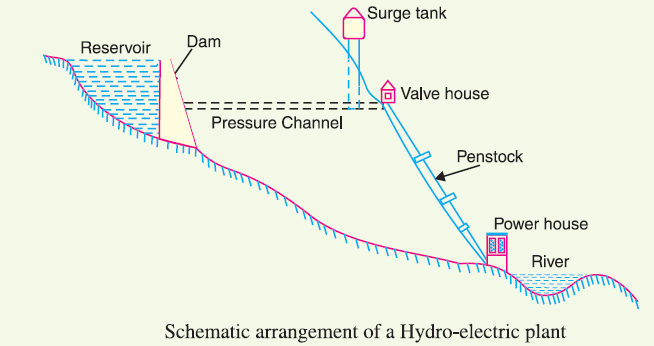 Surge tank
Reservoir
Dam
Valve house
Pressure Channel
Penstock
Power house
River
Schematic arrangement of a Hydro-electric plant